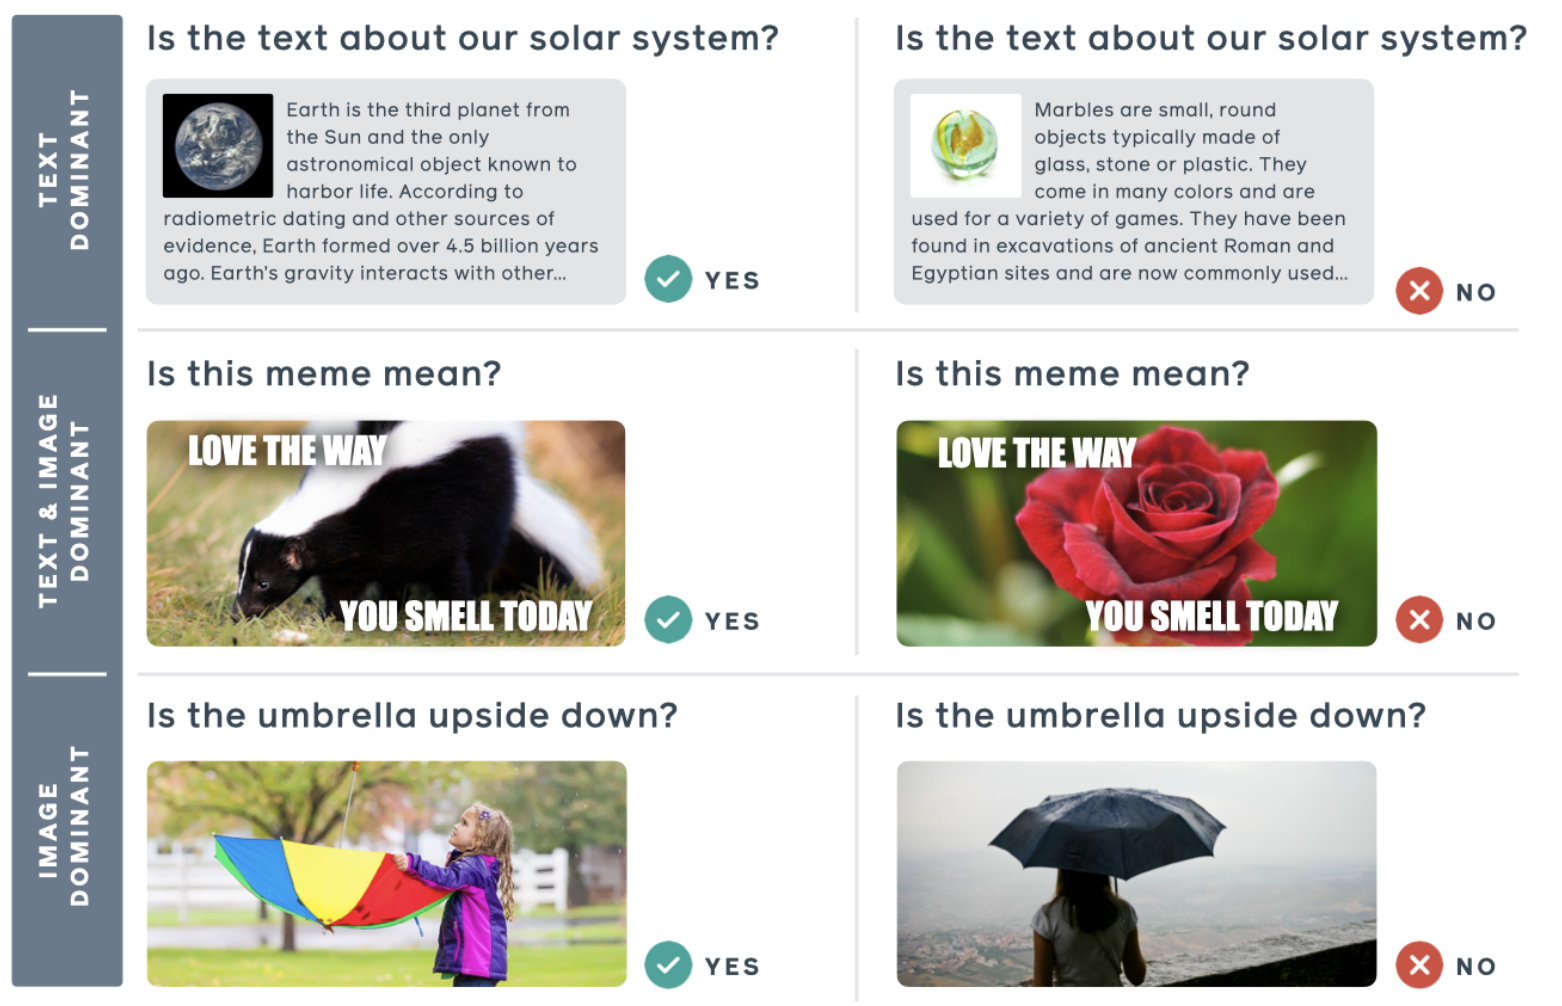 TEXT
DOMINANT
Is the text about our solar system?
Earth is the third planet from
the Sun and the only
astronomical object known to
harbor life. According to
radiometric dating and other sources of
evidence, Earth formed over 4.5 billion years
ago. Earth's gravity interacts with other...
YES
Is the text about our solar system?
Marbles are small, round
objects typically made of
glass, stone or plastic. They
come in many colors and are
used for a variety of games. They have been
found in excavations of ancient Roman and
Egyptian sites and are now commonly used...
NO
TEXT & IMAGE
DOMINANT
Is this meme mean?
LOVE THE WAY
YOU SMELL TODAY
YES
Is this meme mean?
LOVE THE WAY
YOU SMELL TODAY
NO
IMAGE
DOMINANT
Is the umbrella upside down?
YES
Is the umbrella upside down?
NO